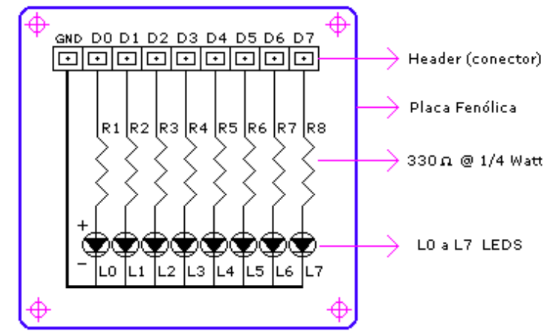 GND D0 D1 D2 D3 D4 D5 D6 D7
Header (conector)
Placa Fenólica
R1 R2 R3 R4 R5 R6 R7 R8
330 Ω @ 1/4 Watt
+
L0 a L7 LEDS
-
L0 L1 L2 L3 L4 L5 L6 L7